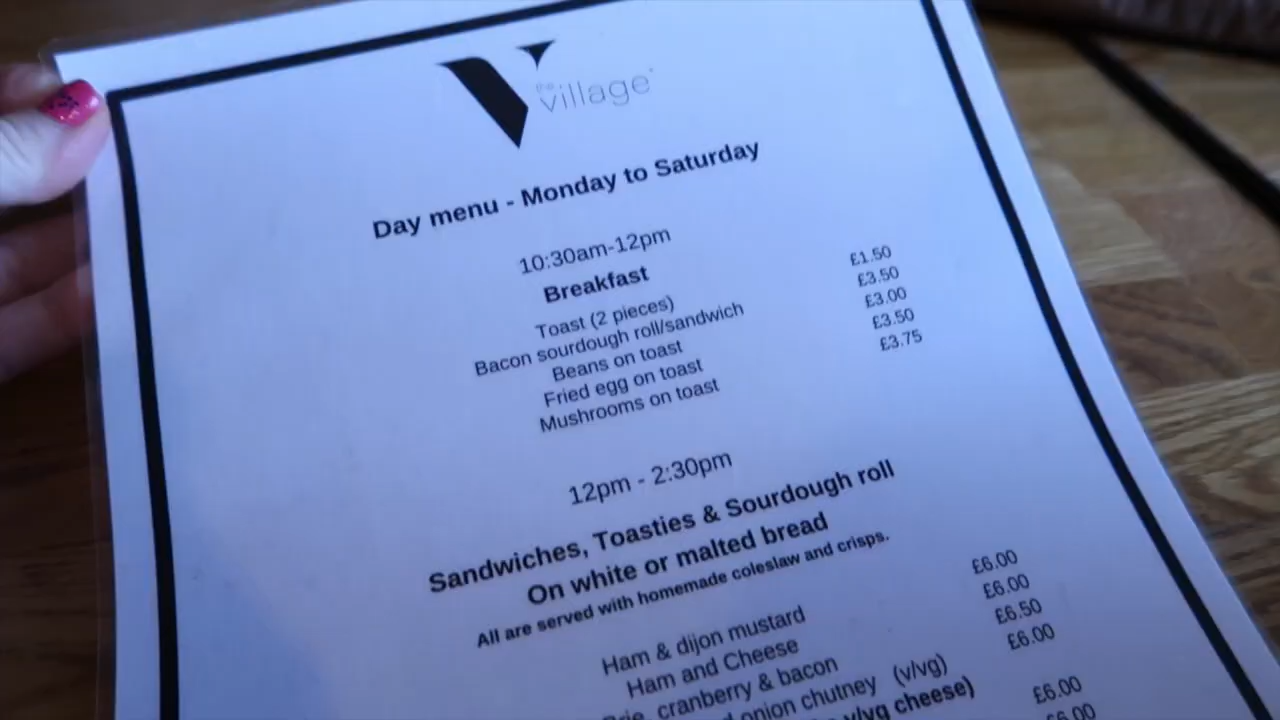 the
village
Day menu - Monday to Saturday
10:30am-12pm
Breakfast
Toast (2 pieces) £1.50
Bacon sourdough roll/sandwich £3.50
Beans on toast £3.00
Fried egg on toast £3.50
Mushrooms on toast £3.75
12pm - 2:30pm
Sandwiches, Toasties & Sourdough roll
On white or malted bread
All are served with homemade coleslaw and crisps.
Ham & dijon mustard £6.00
Ham and Cheese £6.00
cranberry & bacon £6.50
onion chutney (v/vg) £6.00
v/vg cheese) £6.00
£6.00